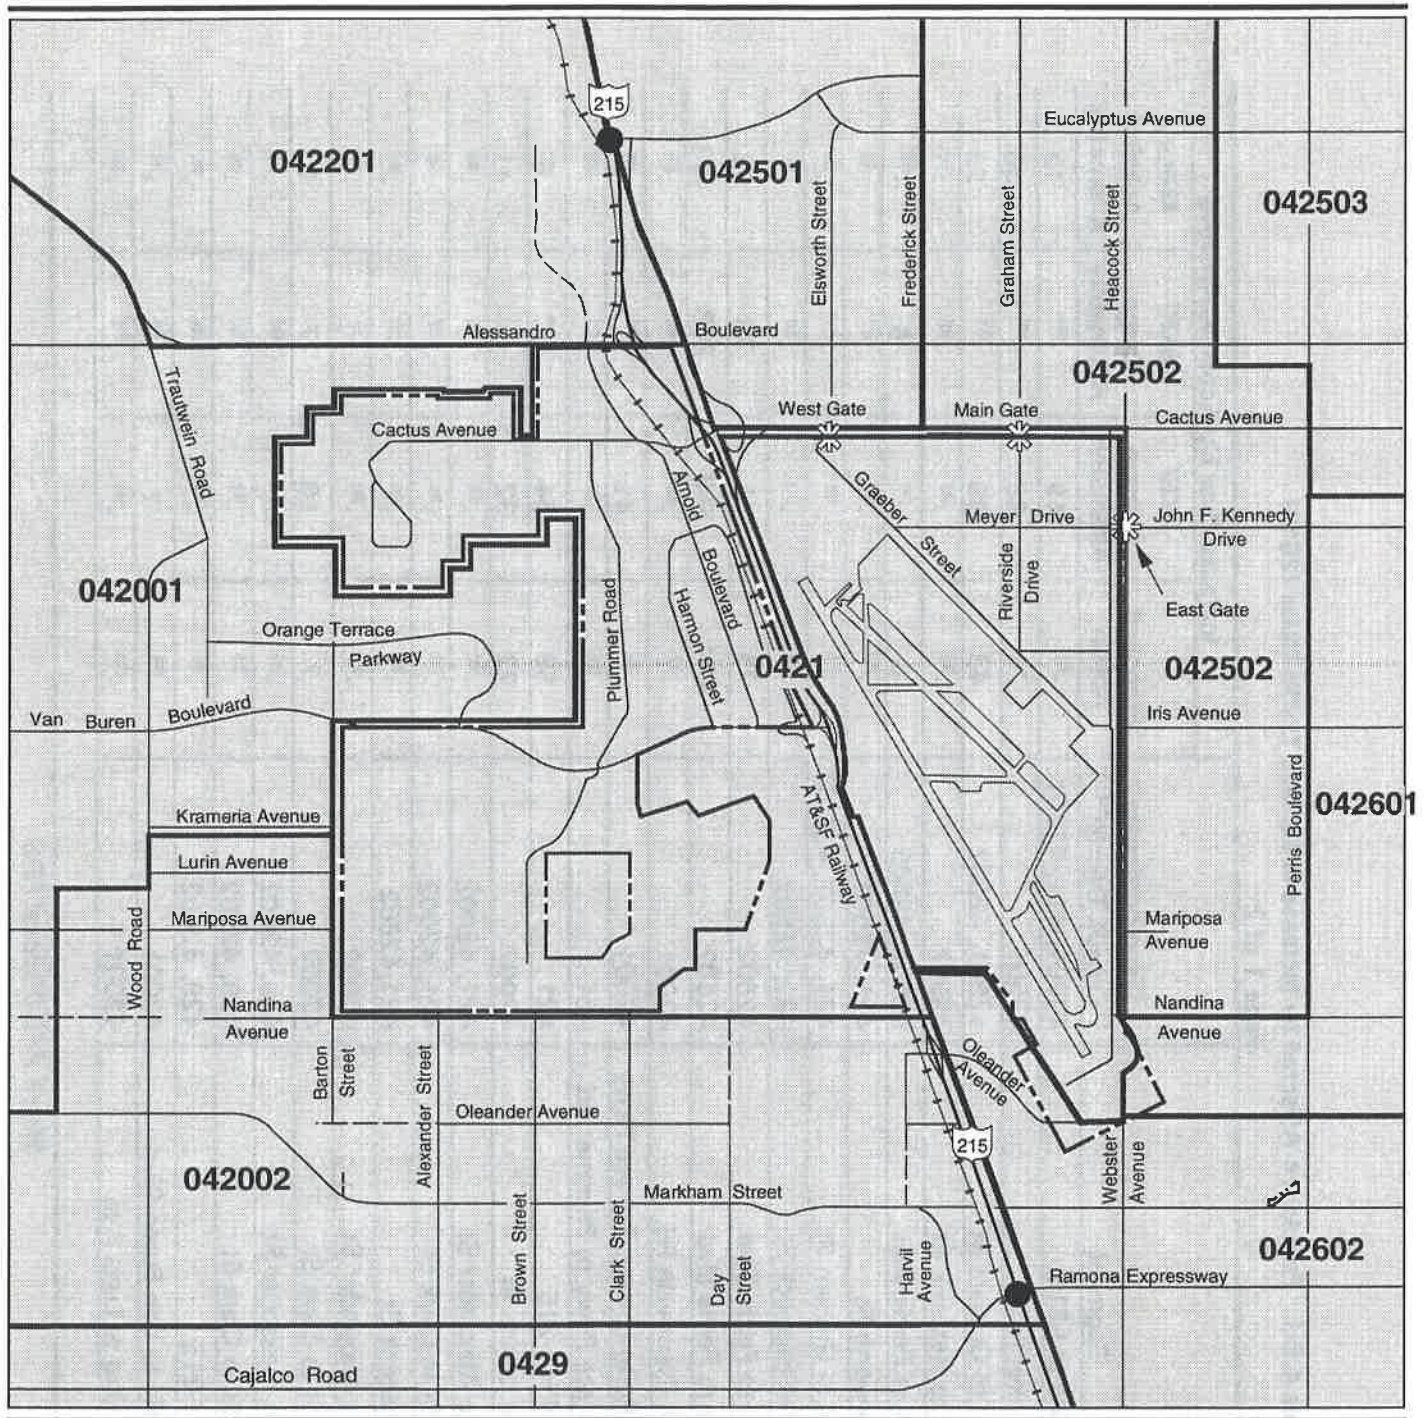 215
Eucalyptus Avenue
042201
042501
042503
Elsworth Street
Frederick Street
Graham Street
Heacock Street
Alessandro
Boulevard
042502
West Gate
Main Gate
Cactus Avenue
Cactus Avenue
Trautwein Road
Arnold
Boulevard
Graeber
Street
Meyer Drive
John F. Kennedy
Drive
Riverside
Drive
East Gate
042001
Plummer Road
Harmon Street
Orange Terrace
Parkway
0421
042502
Van Buren Boulevard
Iris Avenue
AT&SF Railway
Perris Boulevard
042601
Krameria Avenue
Lurin Avenue
Mariposa Avenue
Mariposa
Avenue
Wood Road
Nandina
Avenue
Nandina
Avenue
Barton
Street
Alexander Street
Oleander
Avenue
Oleander Avenue
215
Webster
Avenue
042002
Markham Street
Brown Street
Clark Street
Day
Street
Harvil
Avenue
042602
Ramona Expressway
0429
Cajalco Road